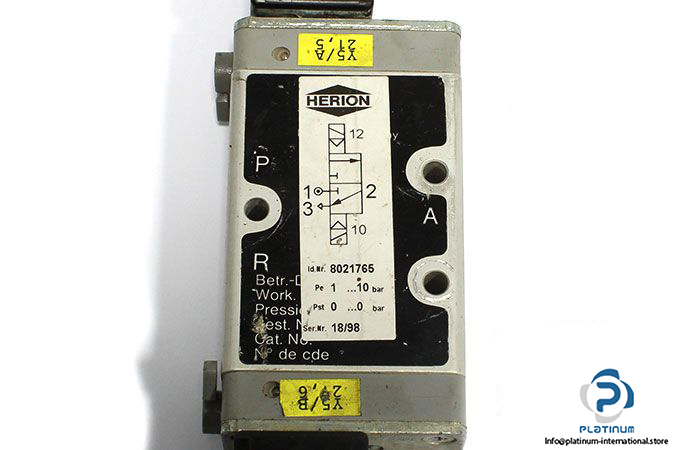 Y5/A
21,5
HERION
12
P
1
2
3
A
10
R
Id.Nr. 8021765
Betr.-D
Pe 1 ...10 bar
Work.
Pst 0 ...0 bar
Pressi
Ser.Nr. 18/98
Best. N
Cat. No.
N° de cde
Y5/B
21,6
PLATINUM
Info@platinum-international.store